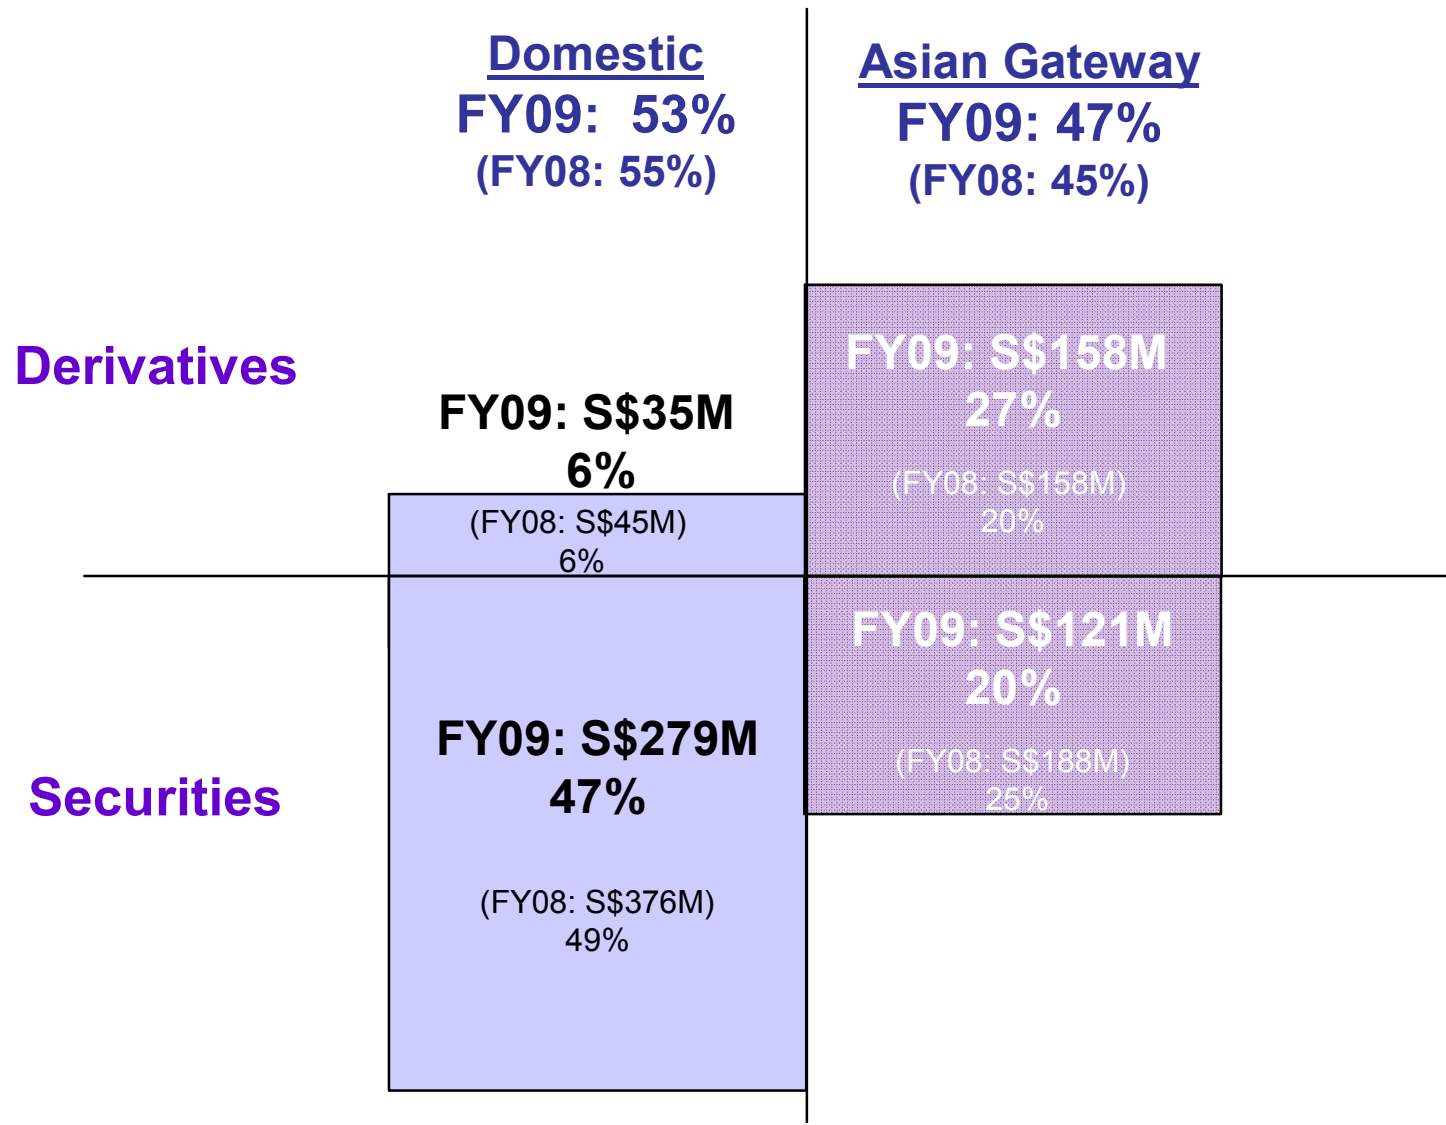 Domestic
FY09:  53%
(FY08: 55%)
Asian Gateway
FY09: 47%
(FY08: 45%)
Derivatives
FY09: S$35M
6%
(FY08: S$45M)
6%
FY09: S$158M
27%
(FY08: S$158M)
20%
Securities
FY09: S$279M
47%
(FY08: S$376M)
49%
FY09: S$121M
20%
(FY08: S$188M)
25%